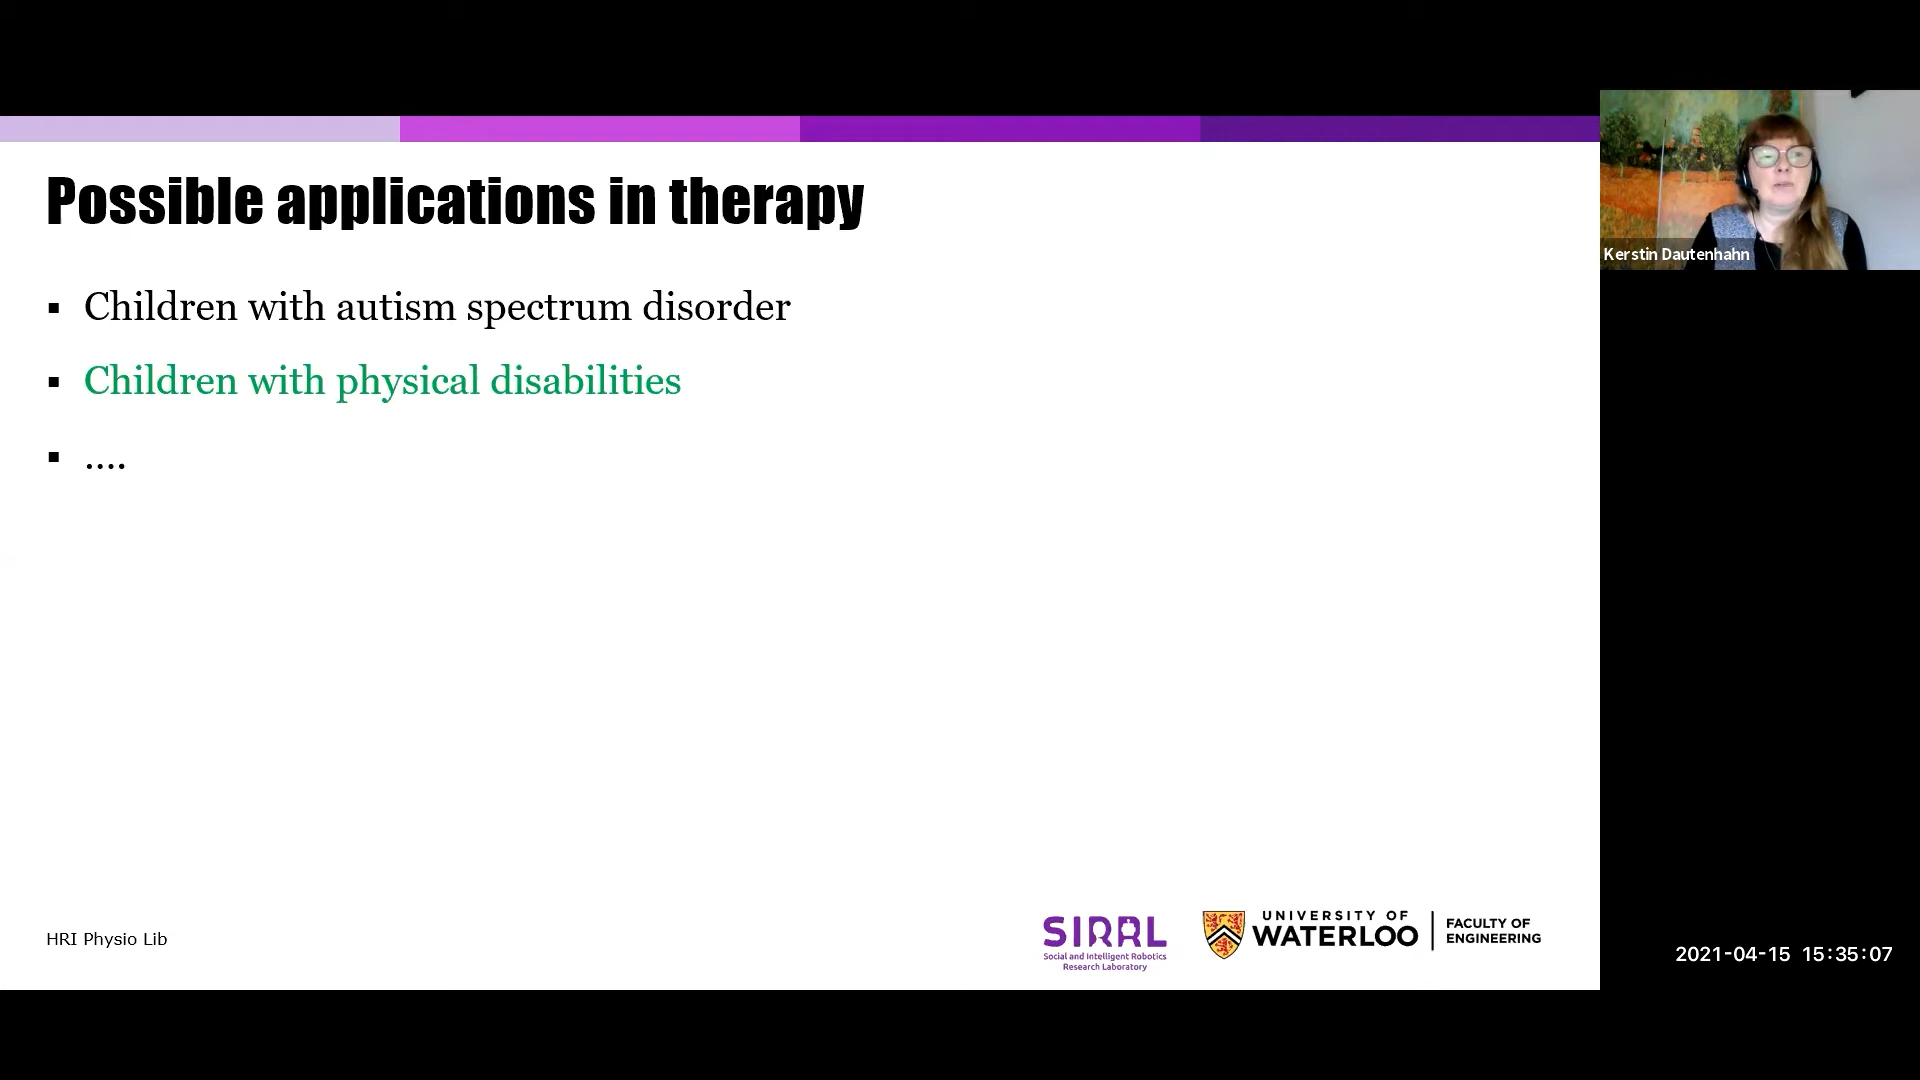 Possible applications in therapy
▪ Children with autism spectrum disorder
▪ Children with physical disabilities
▪ ....
Kerstin Dautenhahn
HRI Physio Lib
SIRRL
Social and Intelligent Robotics
Research Laboratory
UNIVERSITY OF
WATERLOO
FACULTY OF
ENGINEERING
2021-04-15 15:35:07